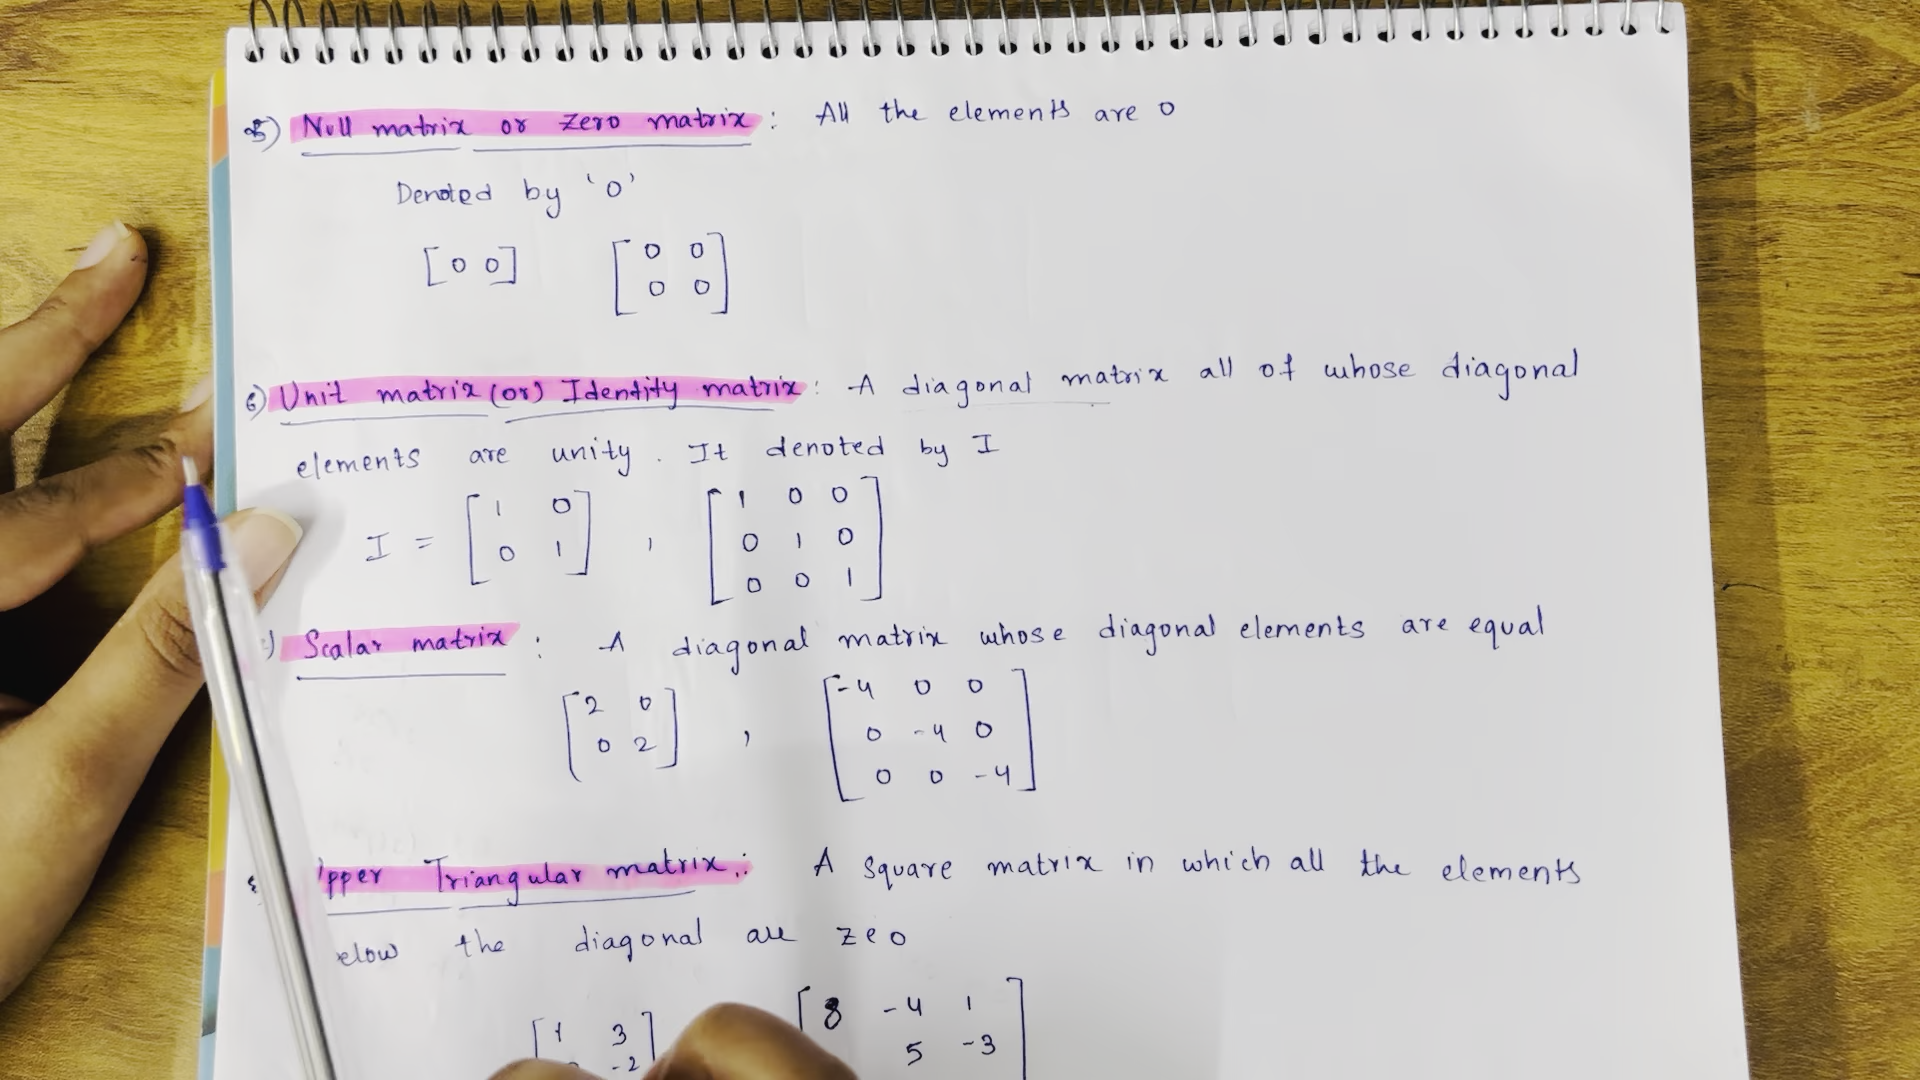 5) Null matrix or zero matrix : All the elements are 0
Denoted by 'O'
[0 0] [0 0
0 0]
6) Unit matrix (or) Identity matrix : A diagonal matrix all of whose diagonal
elements are unity. It denoted by I
I = [1 0
0 1] , [1 0 0
0 1 0
0 0 1]
) Scalar matrix : A diagonal matrix whose diagonal elements are equal
[2 0
0 2] , [-4 0 0
0 -4 0
0 0 -4]
pper Triangular matrix : A square matrix in which all the elements
elow the diagonal are zeo
[1 3 [8 -4 1
-2] 5 -3]